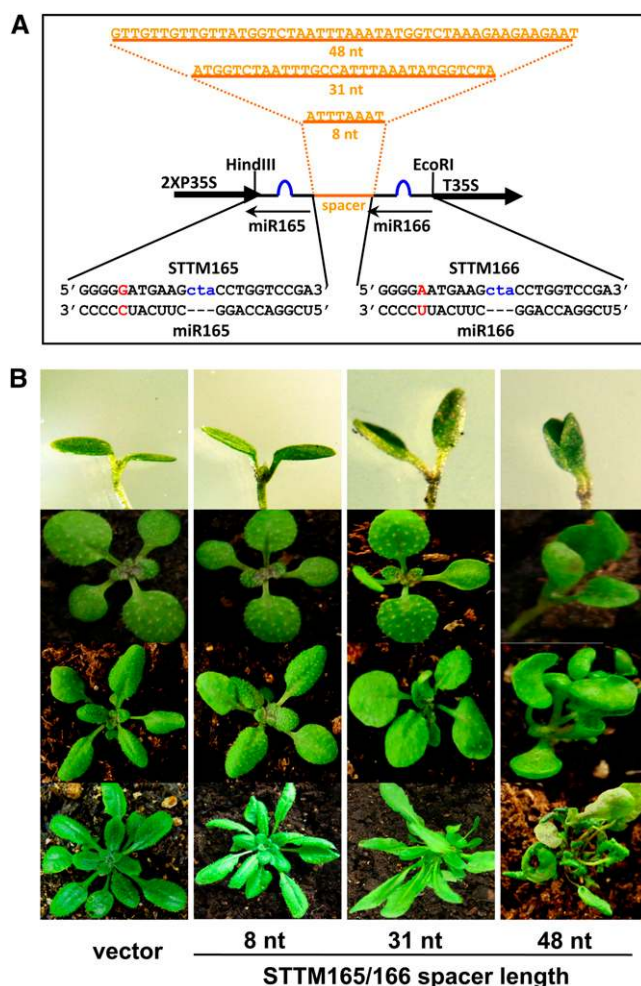 A
GTTGTTGTTGTTATGGTCTAATTTAAATATGGTCTAAAGAAGAAGAAT
48 nt
ATGGTCTAATTTGCCATTTAAATATGGTCTA
31 nt
ATTTAAAT
8 nt
HindIII EcoRI
2XP35S T35S
spacer
miR165 miR166
STTM165 STTM166
5’GGGGGATGAAGctaCCTGGTCCGA3’ 5’GGGGAATGAAGctaCCTGGTCCGA3’
3’CCCCCUACUUC---GGACCAGGCU5’ 3’CCCCUUACUUC---GGACCAGGCU5’
miR165 miR166
B
vector 8 nt 31 nt 48 nt
STTM165/166 spacer length